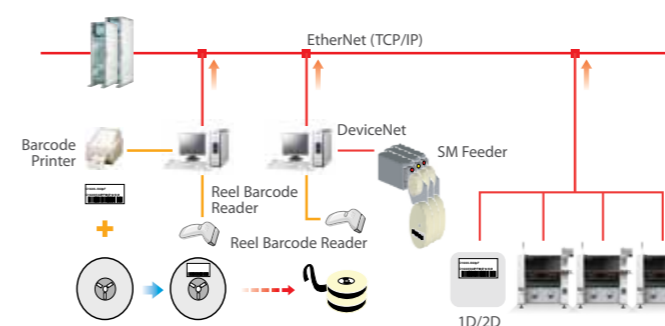 EtherNet (TCP/IP)
DeviceNet
Barcode
Printer
SM Feeder
Reel Barcode
Reader
Reel Barcode Reader
1D/2D